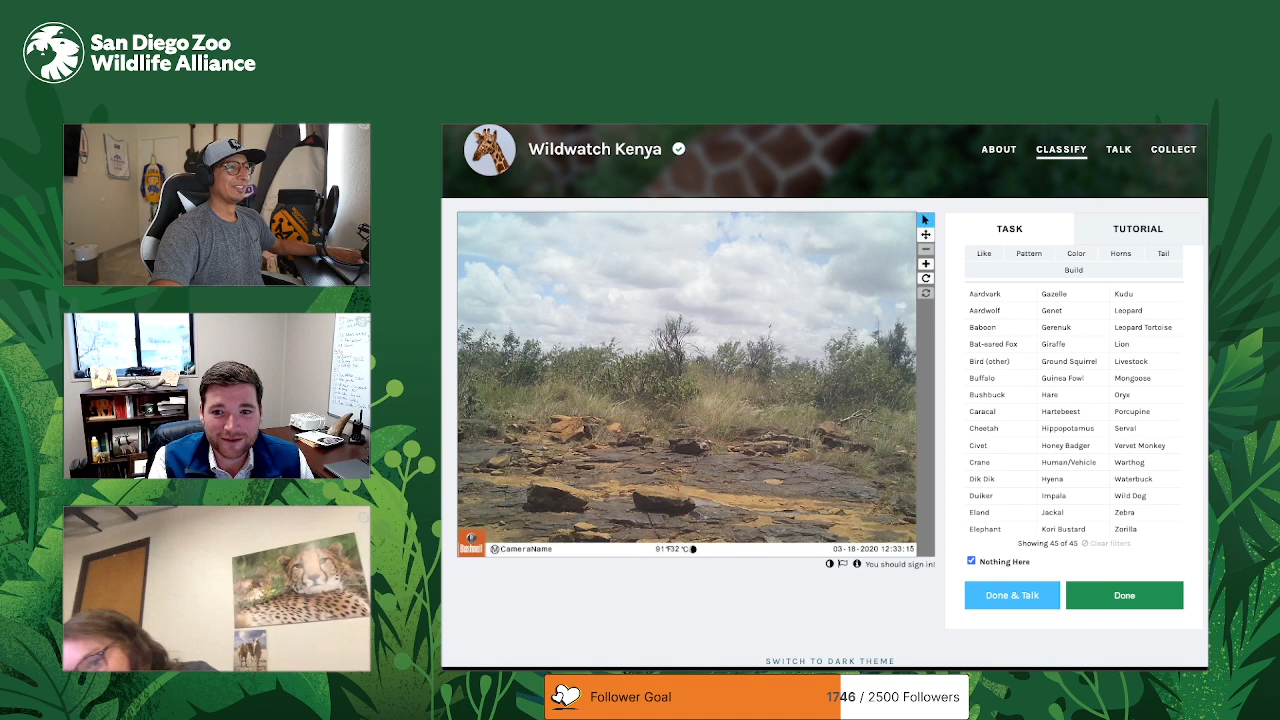 San Diego Zoo
Wildlife Alliance
Wildwatch Kenya
ABOUT CLASSIFY TALK COLLECT
TASK TUTORIAL
Like Pattern Color Horns Tail
Build
Aardvark Gazelle Kudu
Aardwolf Genet Leopard
Baboon Gerenuk Leopard Tortoise
Bat-eared Fox Giraffe Lion
Bird (other) Ground Squirrel Livestock
Buffalo Guinea Fowl Mongoose
Bushbuck Hare Oryx
Caracal Hartebeest Porcupine
Cheetah Hippopotamus Serval
Civet Honey Badger Vervet Monkey
Crane Human/Vehicle Warthog
Dik Dik Hyena Waterbuck
Duiker Impala Wild Dog
Eland Jackal Zebra
Elephant Kori Bustard Zorilla
Showing 45 of 45 Clear filters
Nothing Here
Done & Talk Done
Bushnell
CameraName 91°F32°C 03-18-2020 12:33:15
You should sign in!
SWITCH TO DARK THEME
Follower Goal 1746 / 2500 Followers